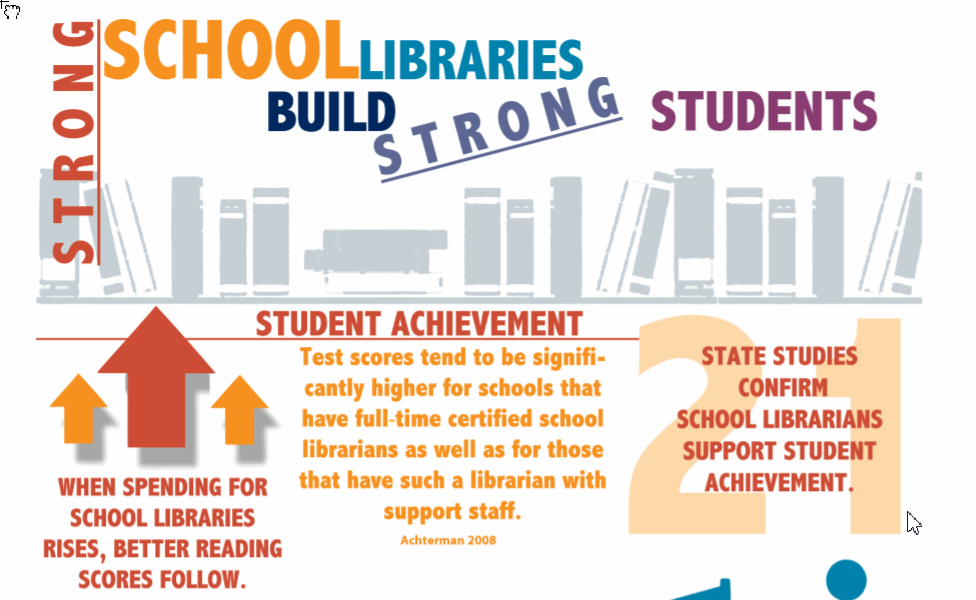 STRONG
SCHOOL LIBRARIES
BUILD STRONG STUDENTS
STUDENT ACHIEVEMENT
WHEN SPENDING FOR
SCHOOL LIBRARIES
RISES, BETTER READING
SCORES FOLLOW.
Test scores tend to be signifi-
cantly higher for schools that
have full-time certified school
librarians as well as for those
that have such a librarian with
support staff.
Achterman 2008
21
STATE STUDIES
CONFIRM
SCHOOL LIBRARIANS
SUPPORT STUDENT
ACHIEVEMENT.